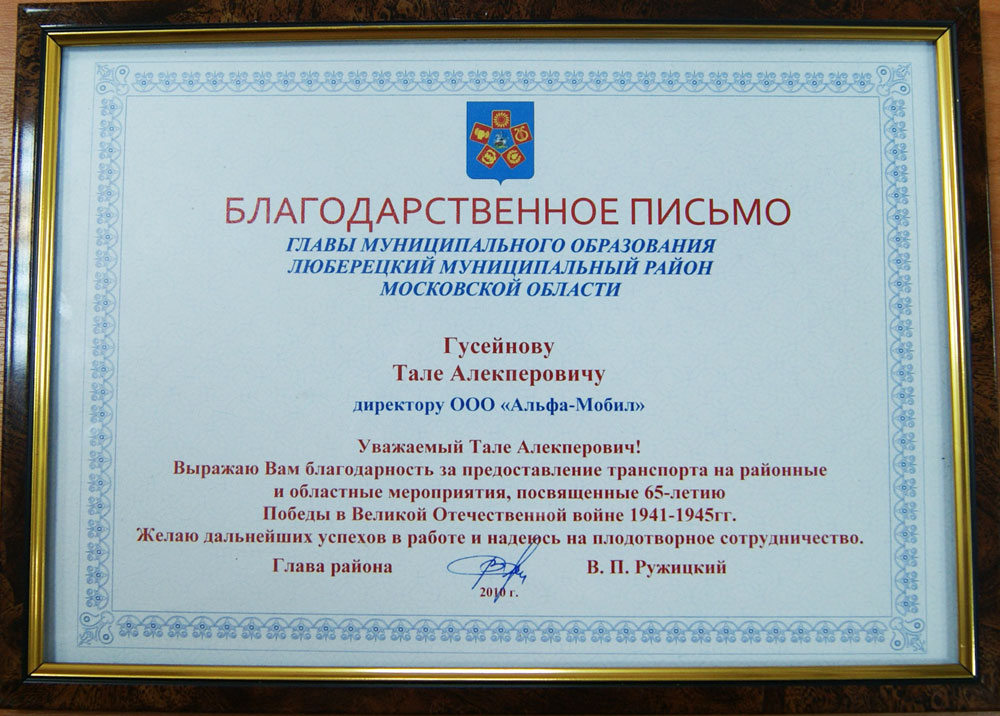 БЛАГОДАРСТВЕННОЕ ПИСЬМО
ГЛАВЫ МУНИЦИПАЛЬНОГО ОБРАЗОВАНИЯ
ЛЮБЕРЕЦКИЙ МУНИЦИПАЛЬНЫЙ РАЙОН
МОСКОВСКОЙ ОБЛАСТИ
Гусейнову
Тале Алекперовичу
директору ООО «Альфа-Мобил»
Уважаемый Тале Алекперович!
Выражаю Вам благодарность за предоставление транспорта на районные
и областные мероприятия, посвященные 65-летию
Победы в Великой Отечественной войне 1941-1945гг.
Желаю дальнейших успехов в работе и надеюсь на плодотворное сотрудничество.
Глава района В. П. Ружицкий
2010 г.